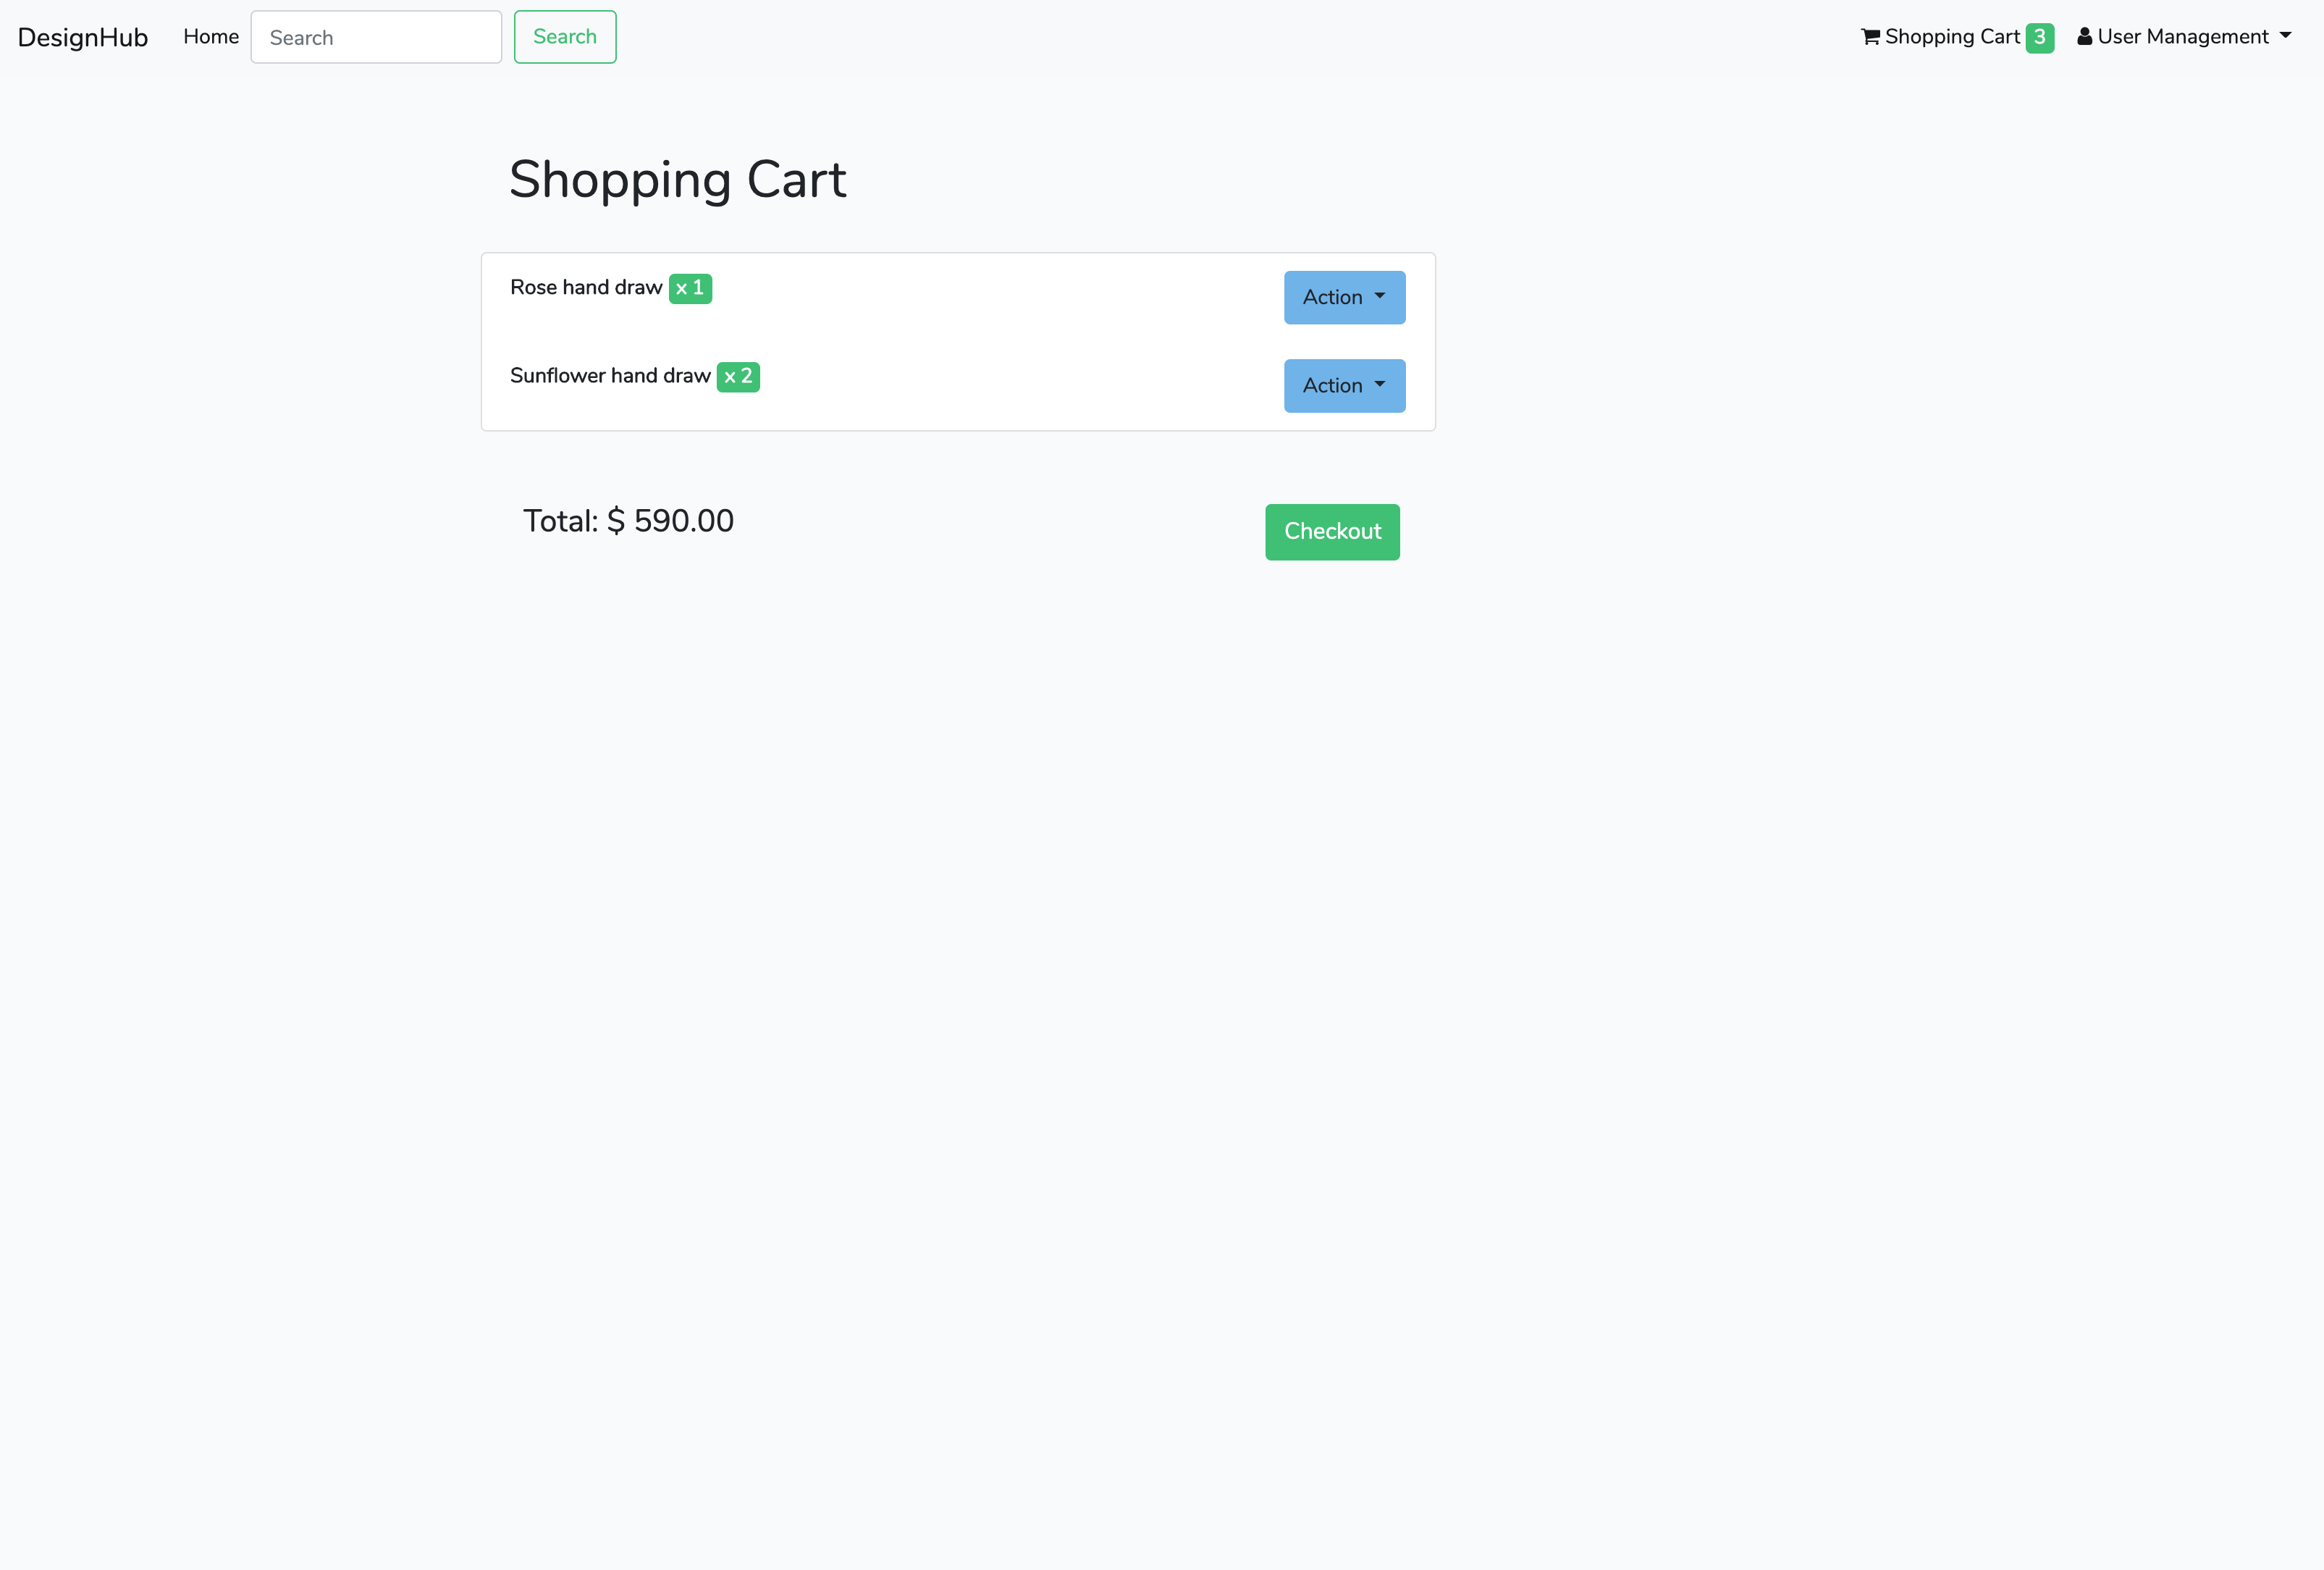 DesignHub Home Search Search Shopping Cart 3 User Management
Shopping Cart
Rose hand draw x 1 Action
Sunflower hand draw x 2 Action
Total: $ 590.00 Checkout